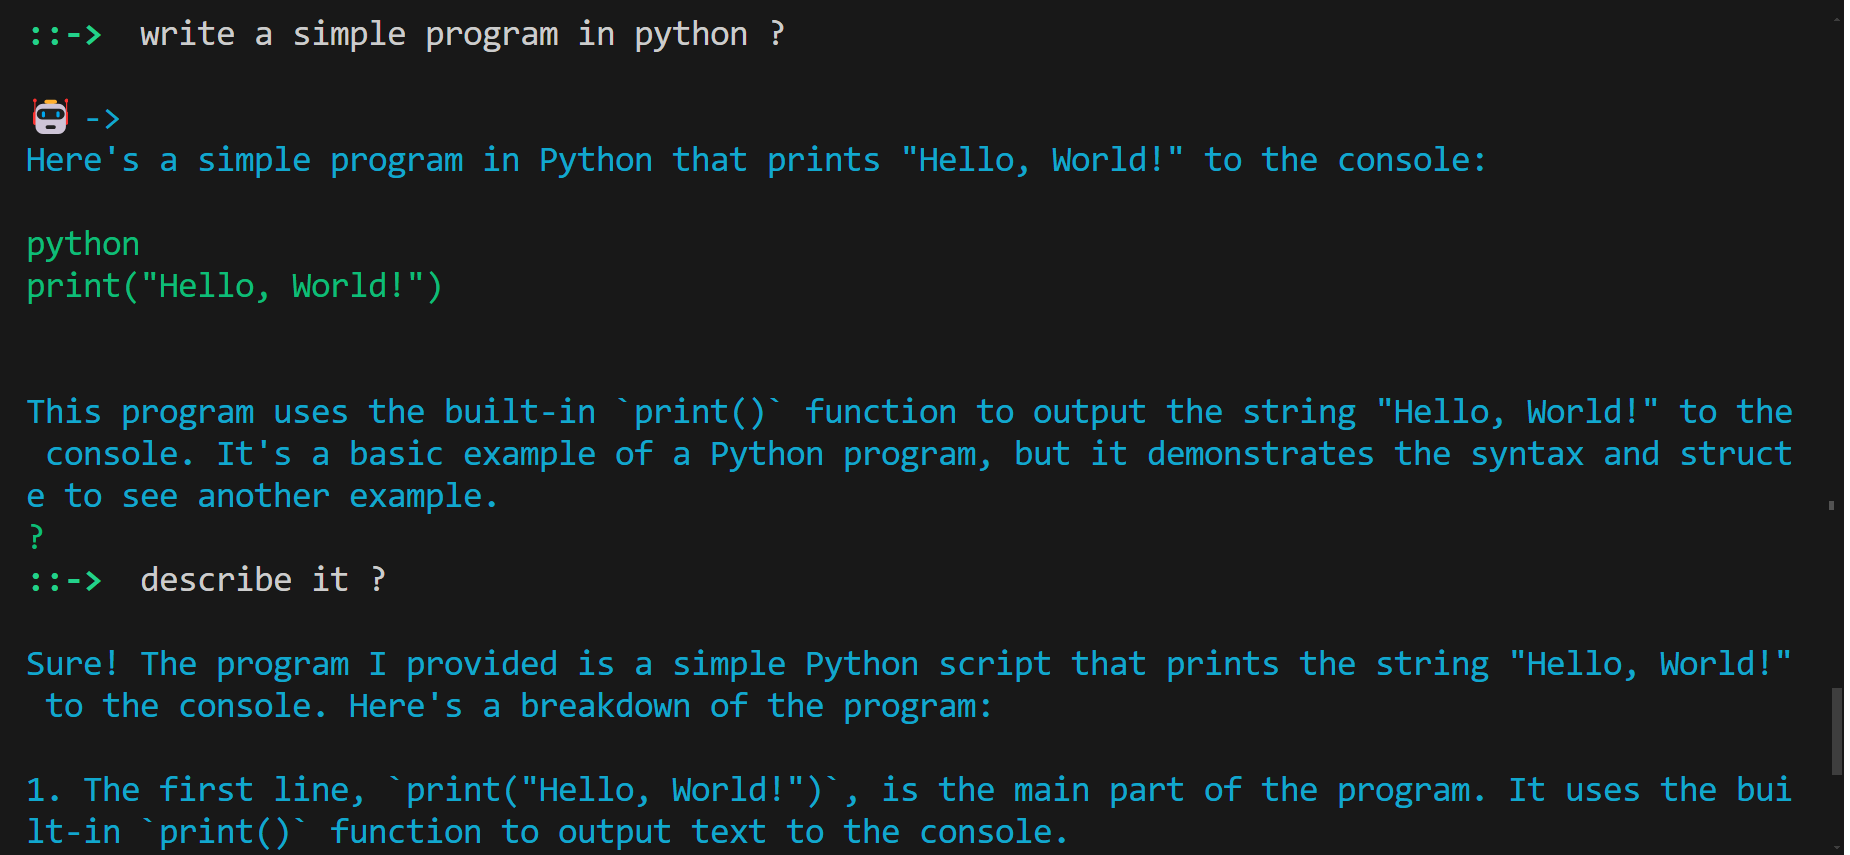 ::-> write a simple program in python ?
->
Here's a simple program in Python that prints "Hello, World!" to the console:
python
print("Hello, World!")
This program uses the built-in `print()` function to output the string "Hello, World!" to the
console. It's a basic example of a Python program, but it demonstrates the syntax and struct
e to see another example.
?
::-> describe it ?
Sure! The program I provided is a simple Python script that prints the string "Hello, World!"
to the console. Here's a breakdown of the program:
1. The first line, `print("Hello, World!")`, is the main part of the program. It uses the bui
lt-in `print()` function to output text to the console.